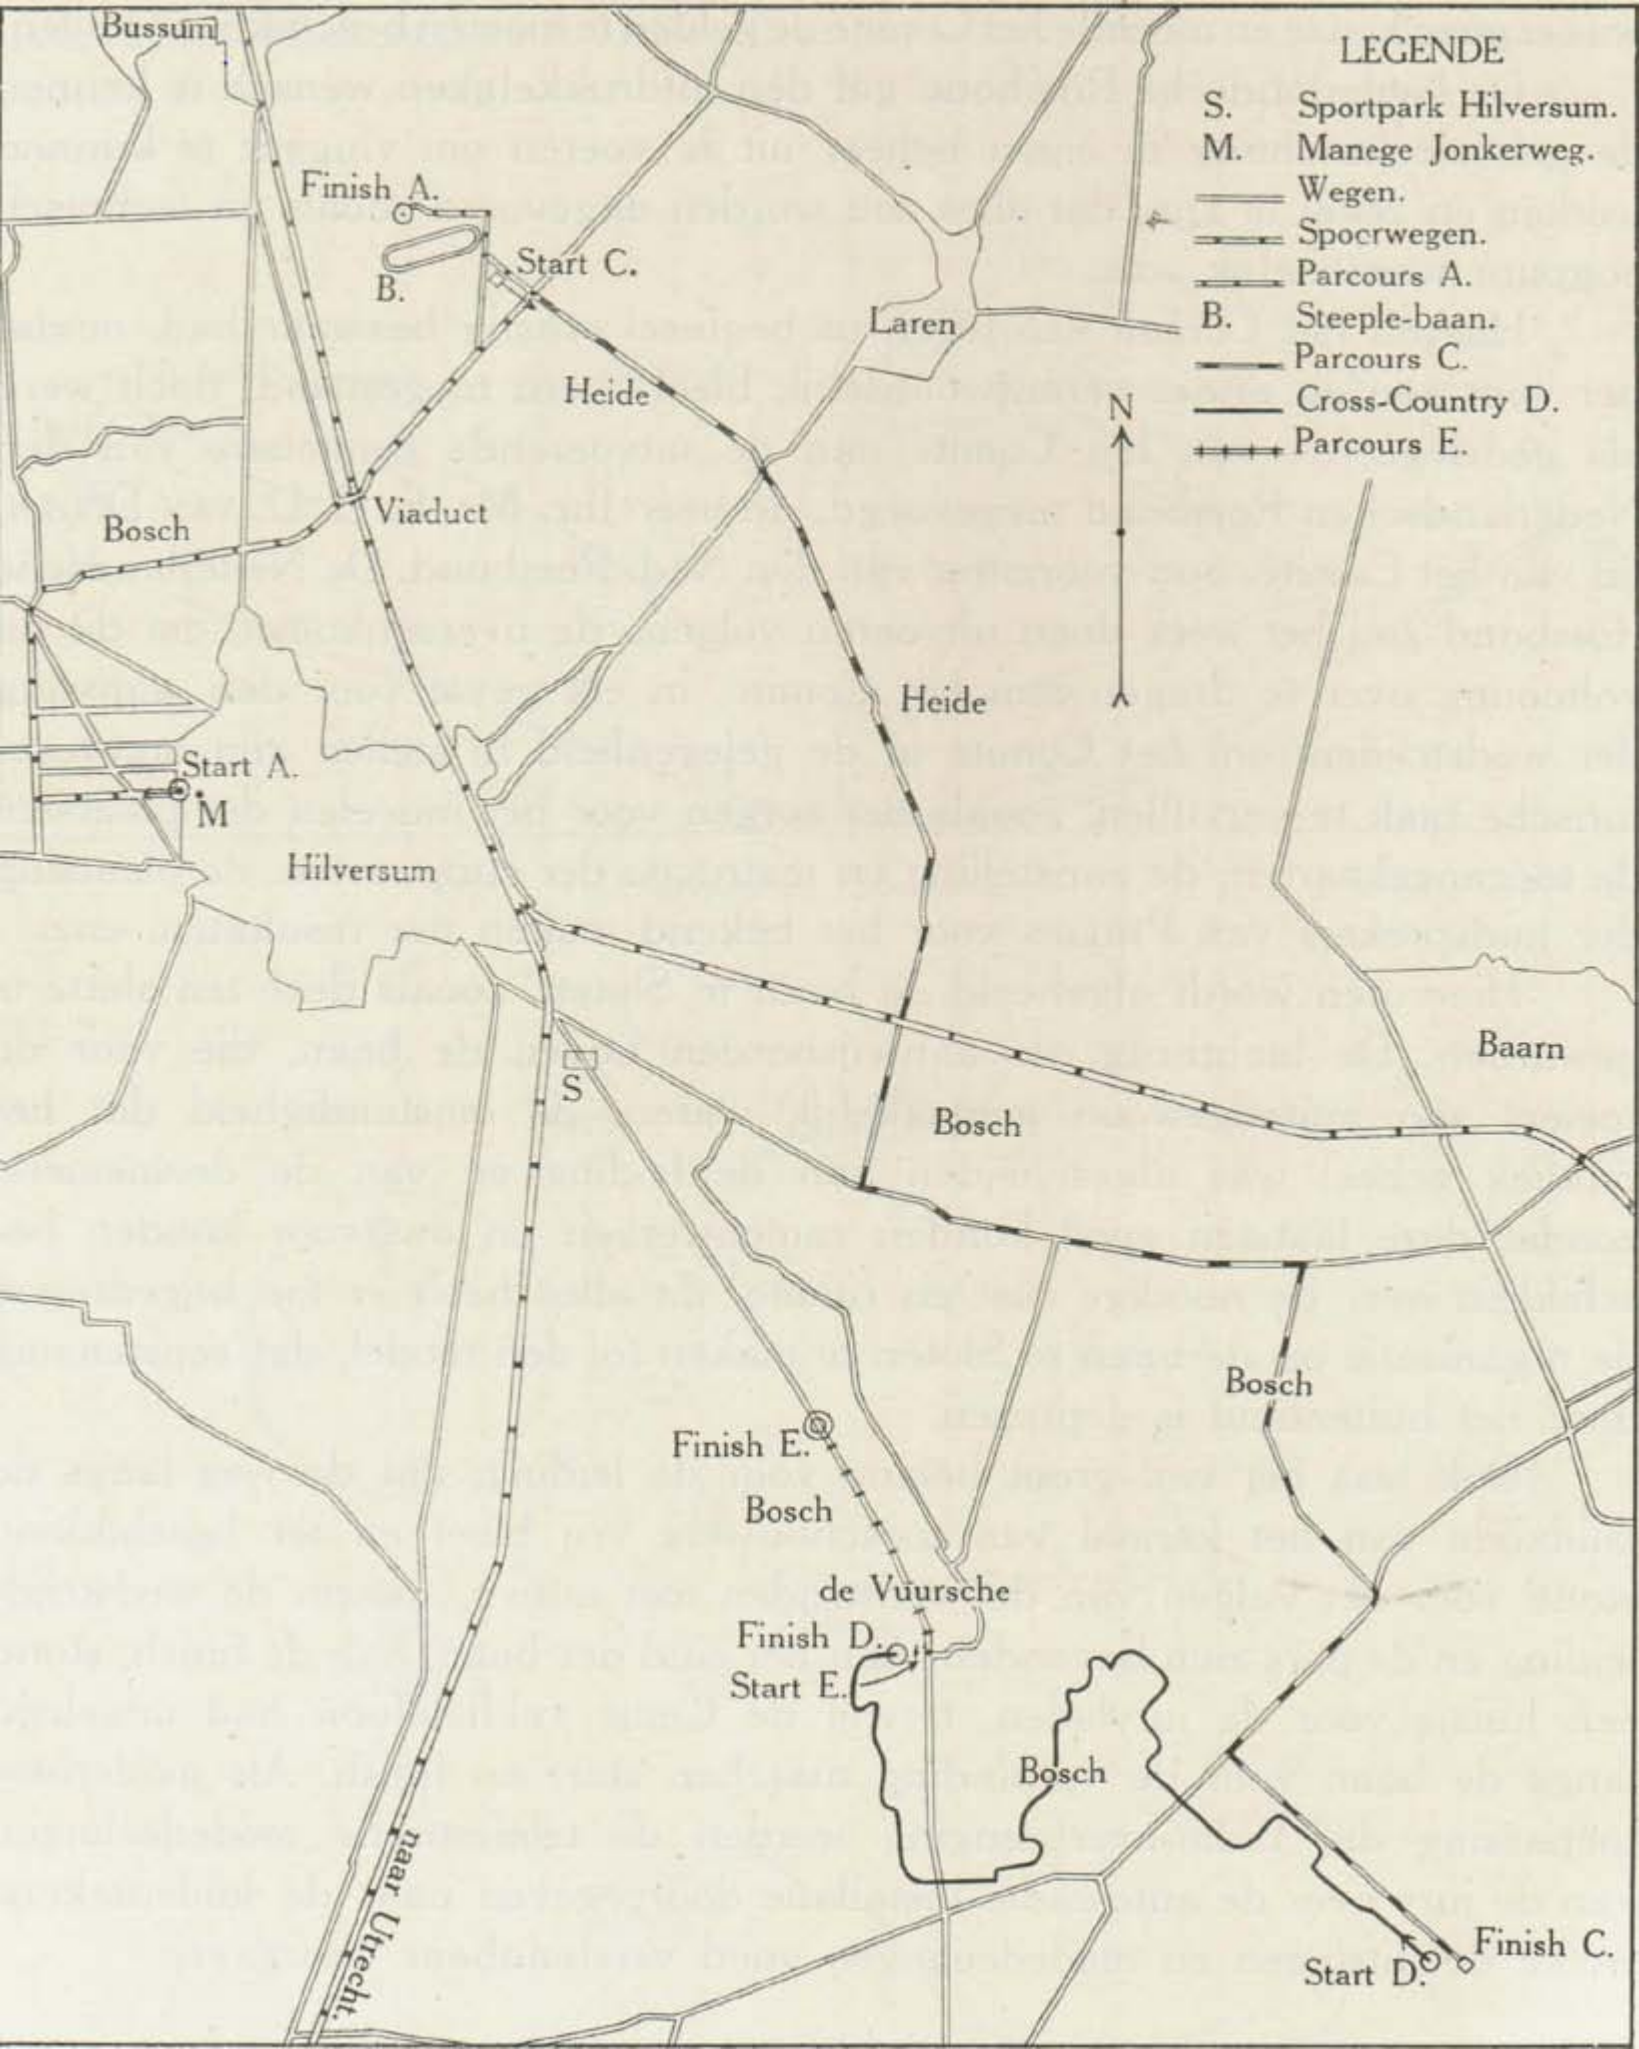 Bussum
LEGENDE
S. Sportpark Hilversum.
M. Manege Jonkerweg.
Wegen.
Spocrwegen.
Parcours A.
B. Steeple-baan.
Parcours C.
Cross-Country D.
Parcours E.
Finish A.
B.
Start C.
Laren
Heide
N
Viaduct
Bosch
Heide
Start A.
M
Hilversum
S
Baarn
Bosch
Bosch
Finish E.
Bosch
de Vuursche
Finish D.
Start E.
Bosch
naar Utrecht.
Finish C.
Start D.